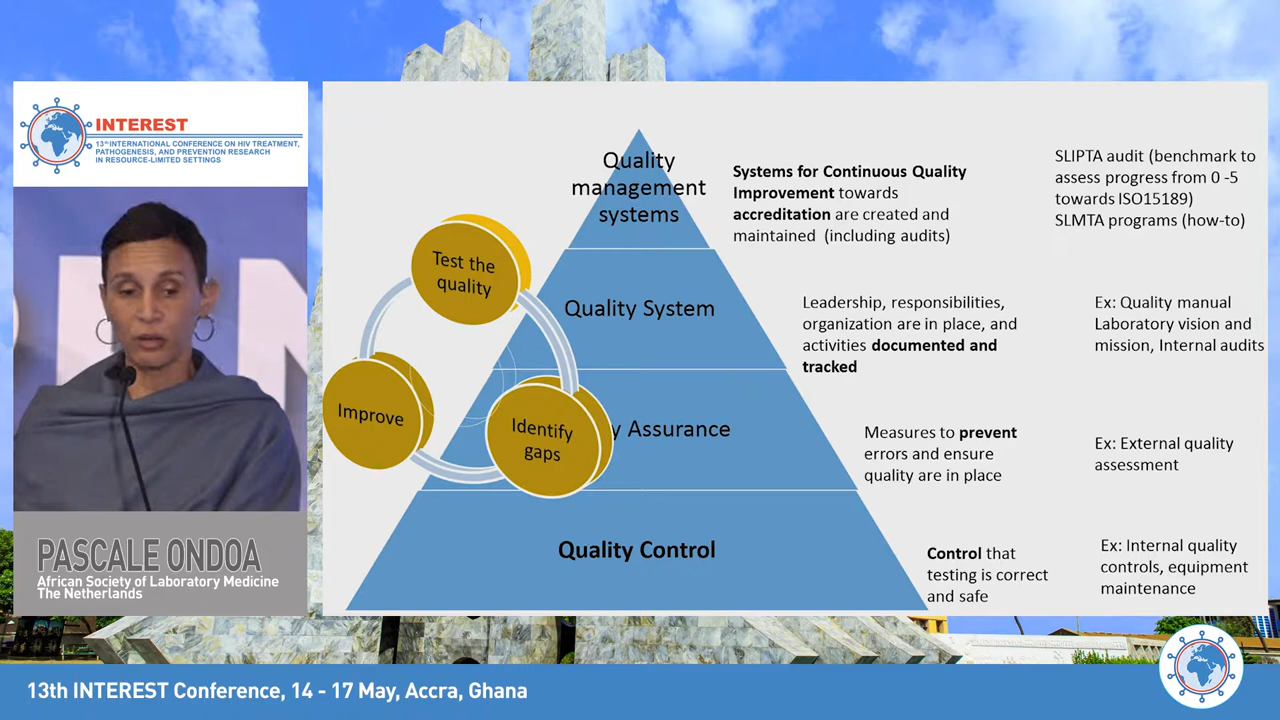 INTEREST
13th INTERNATIONAL CONFERENCE ON HIV TREATMENT,
PATHOGENESIS, AND PREVENTION RESEARCH
IN RESOURCE-LIMITED SETTINGS
PASCALE ONDOA
African Society of Laboratory Medicine
The Netherlands
Quality
management
systems
Systems for Continuous Quality
Improvement towards
accreditation are created and
maintained (including audits)
SLIPTA audit (benchmark to
assess progress from 0 -5
towards ISO15189)
SLMTA programs (how-to)
Test the
quality
Improve
Identify
gaps
Quality System
Leadership, responsibilities,
organization are in place, and
activities documented and
tracked
Ex: Quality manual
Laboratory vision and
mission, Internal audits
y Assurance
Measures to prevent
errors and ensure
quality are in place
Ex: External quality
assessment
Quality Control
Control that
testing is correct
and safe
Ex: Internal quality
controls, equipment
maintenance
13th INTEREST Conference, 14 - 17 May, Accra, Ghana